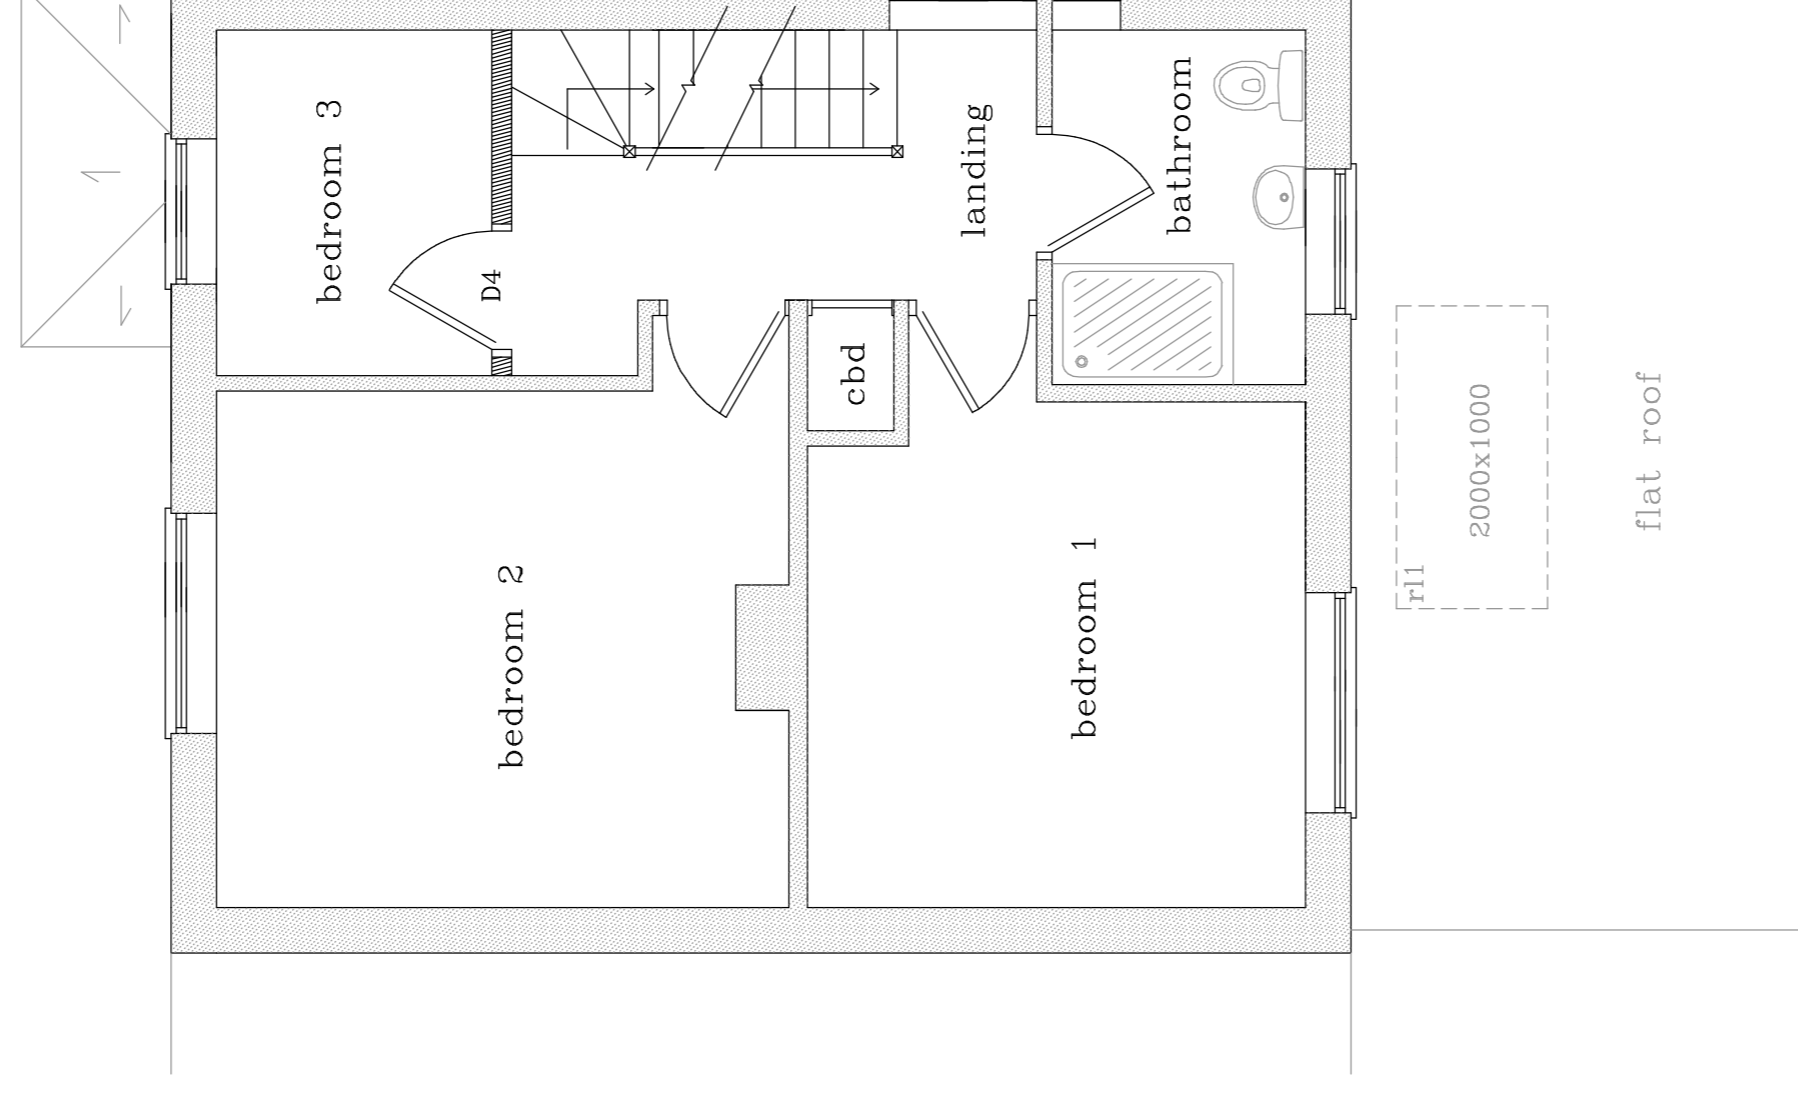 bedroom 3
D4
landing
bathroom
cbd
bedroom 2
bedroom 1
rl1
2000x1000
flat roof